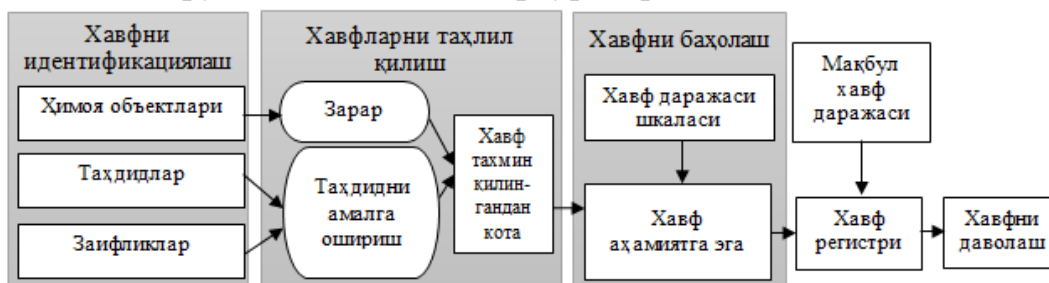 Хавфни
идентификациялаш
Ҳимоя объектлари
Таҳдидлар
Заифликлар
Хавфларни таҳлил
қилиш
Зарар
Таҳдидни
амалга
ошириш
Хавф
тахмин
қилин-
гандан
кота
Хавфни баҳолаш
Хавф даражаси
шкаласи
Хавф
аҳамиятга эга
Мақбул
хавф
даражаси
Хавф
регистри
Хавфни
даволаш